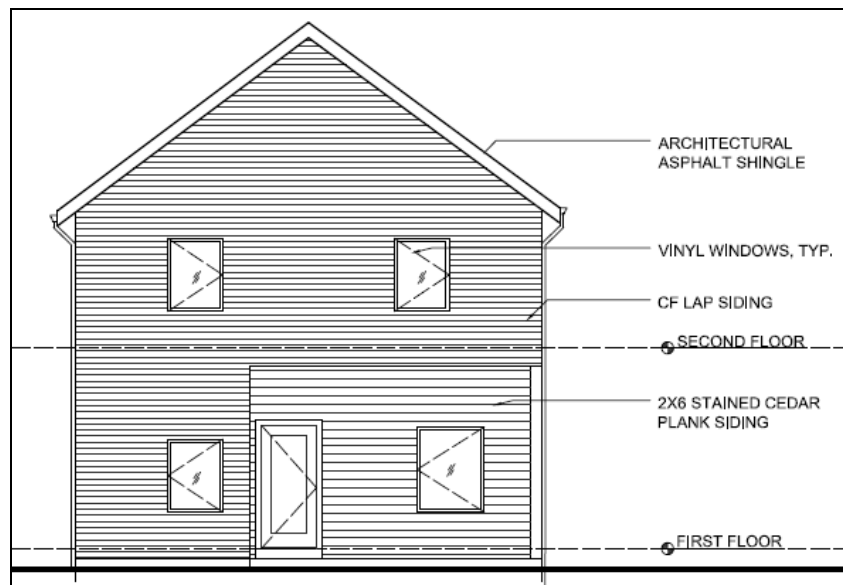 ARCHITECTURAL
ASPHALT SHINGLE
VINYL WINDOWS, TYP.
CF LAP SIDING
SECOND FLOOR
2X6 STAINED CEDAR
PLANK SIDING
FIRST FLOOR